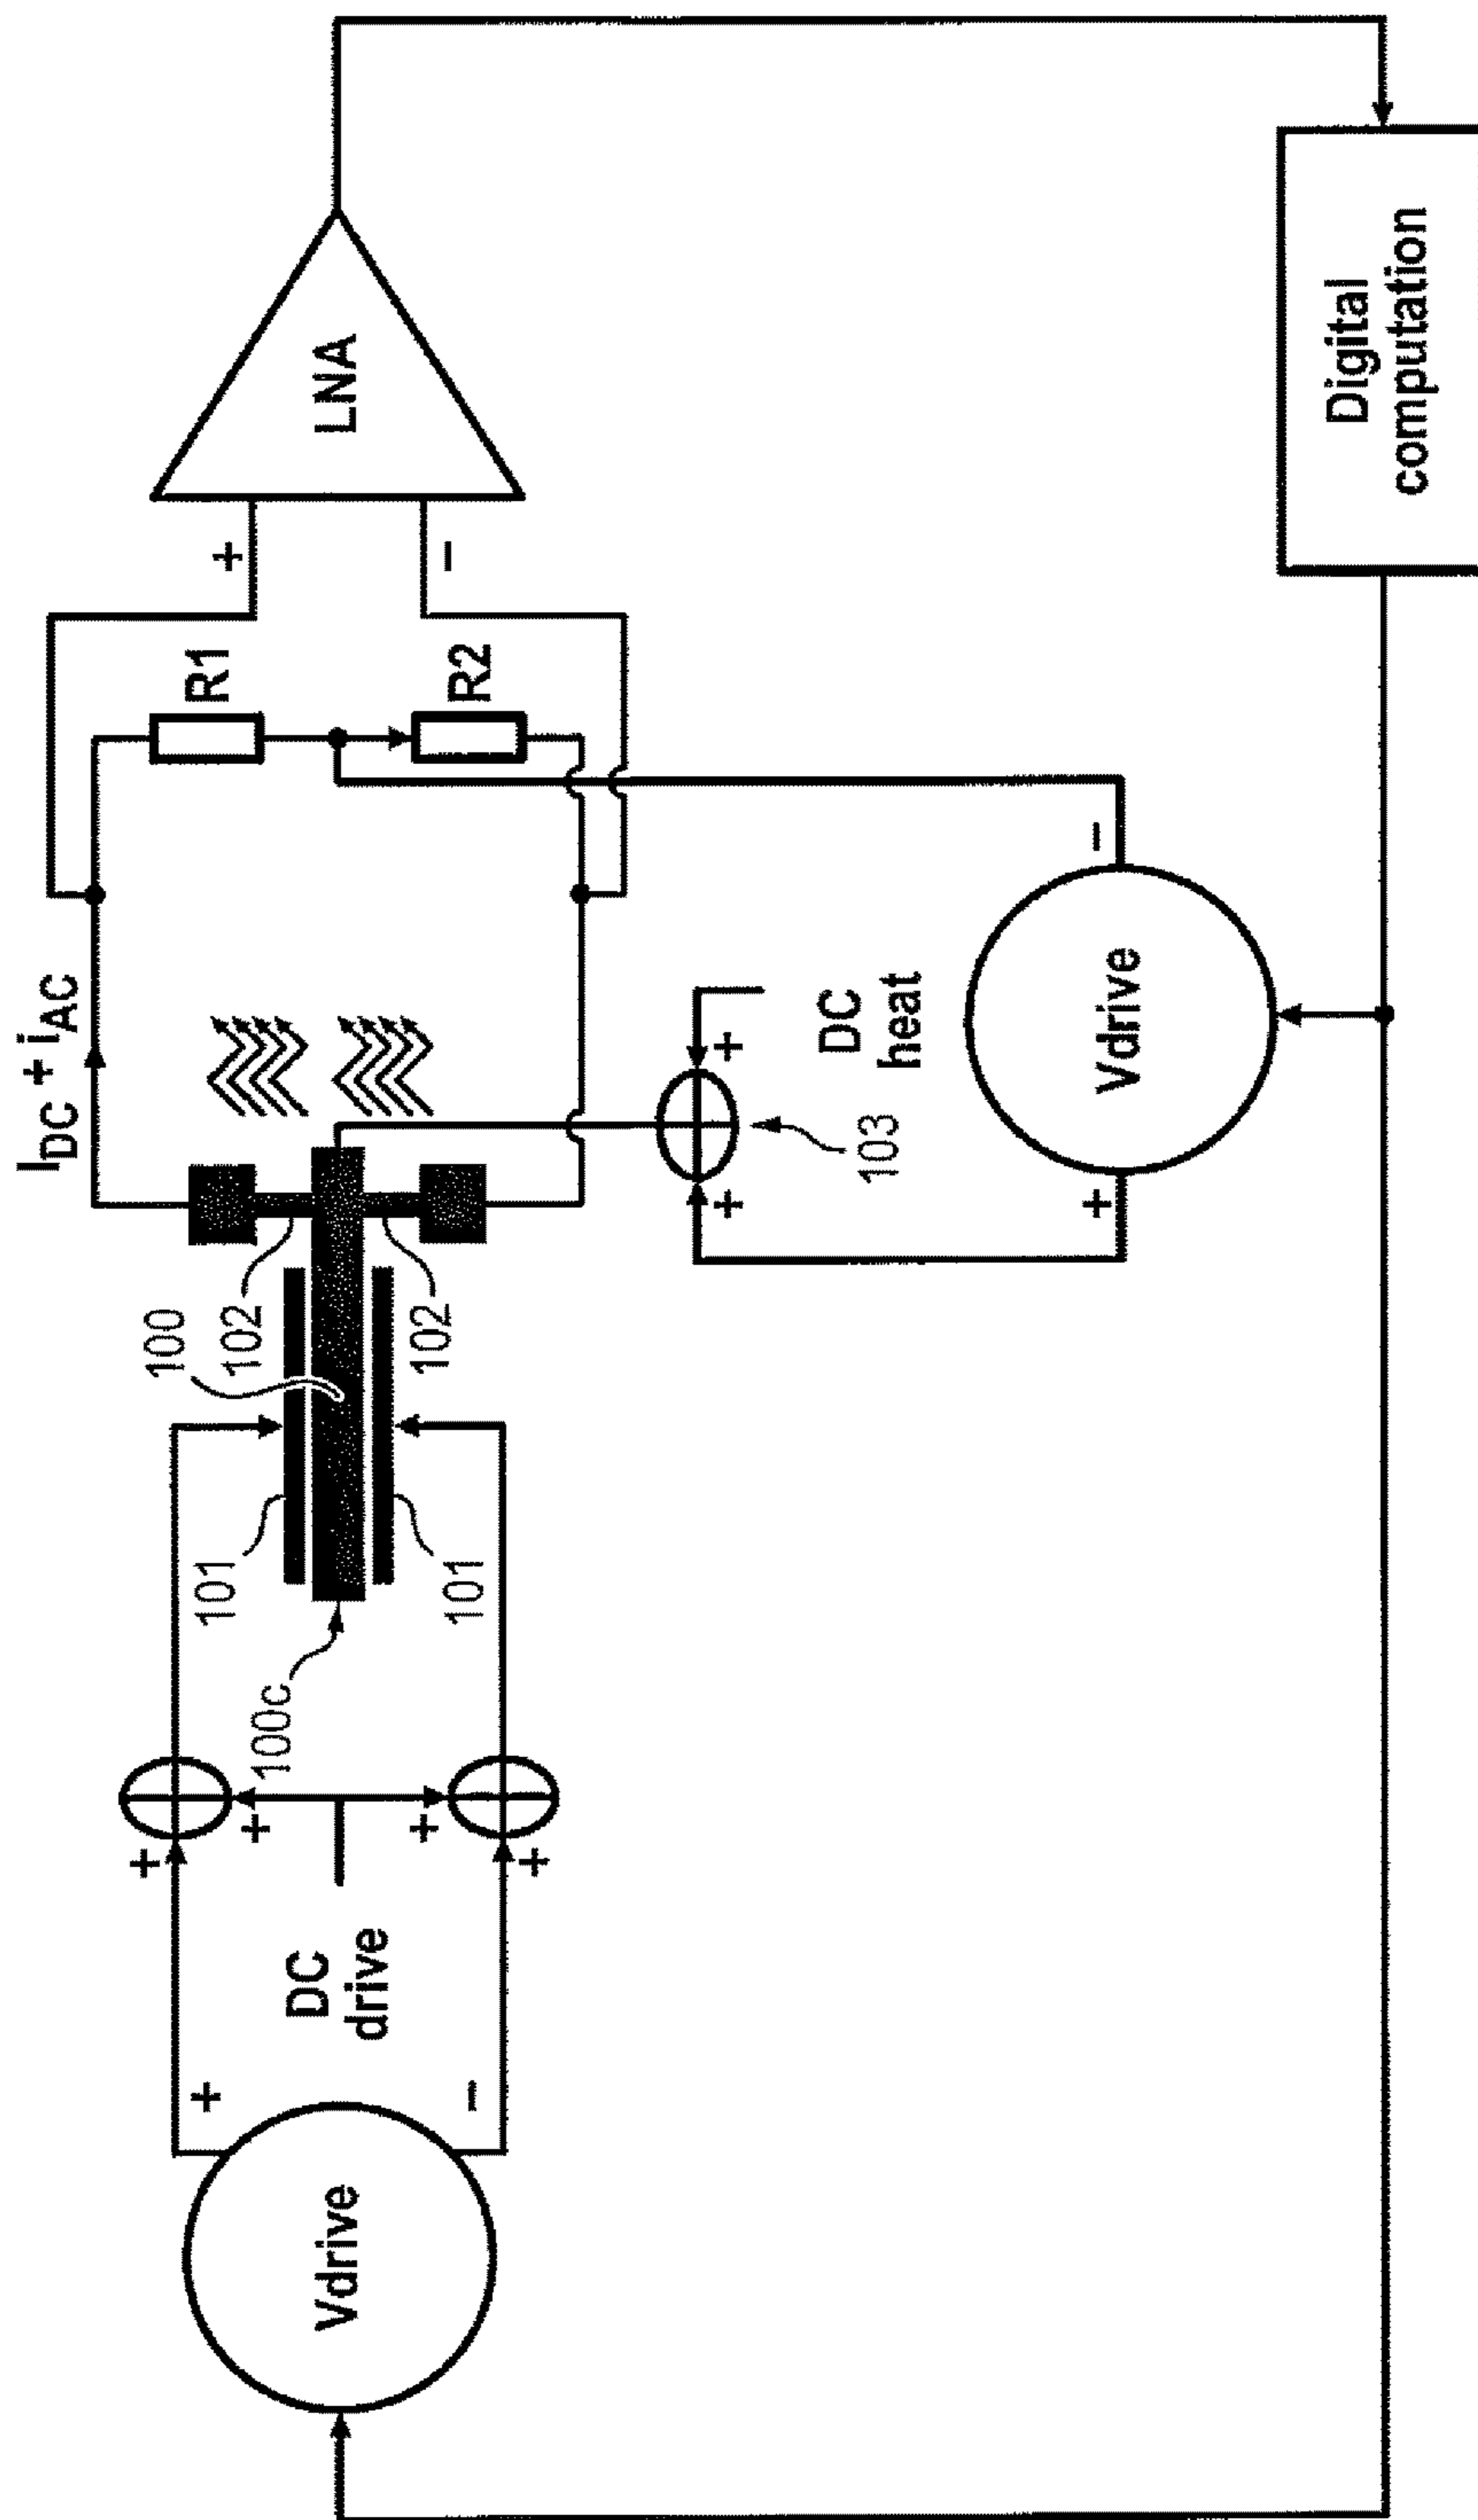 Vdrive
+
−
DC
drive
+
+
+
+
100c
101
101
100
102
102
I_DC + i_AC
R1
R2
+
−
LNA
+
+
103
DC
heat
+
−
Vdrive
Digital
computation